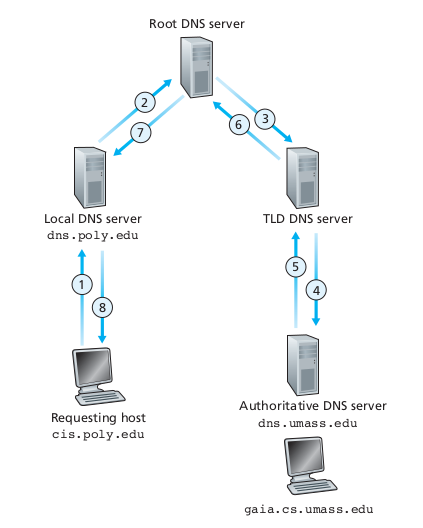 Root DNS server
2
3
7
6
Local DNS server
dns.poly.edu
TLD DNS server
1
5
8
4
Requesting host
cis.poly.edu
Authoritative DNS server
dns.umass.edu
gaia.cs.umass.edu